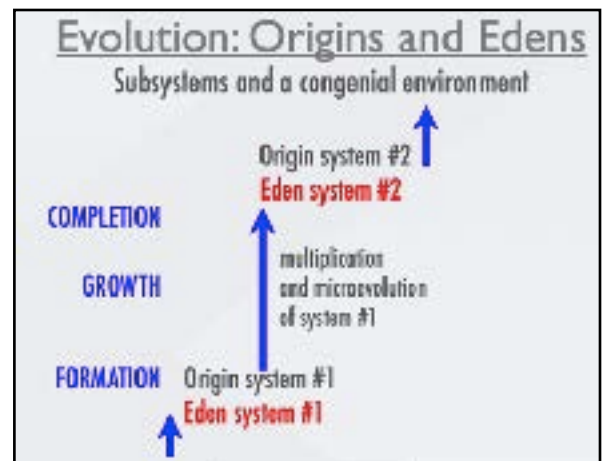 Evolution: Origins and Edens
Subsystems and a congenial environment
Origin system #2
Eden system #2
COMPLETION
multiplication
GROWTH
and microevolution
of system #1
FORMATION
Origin system #1
Eden system #1